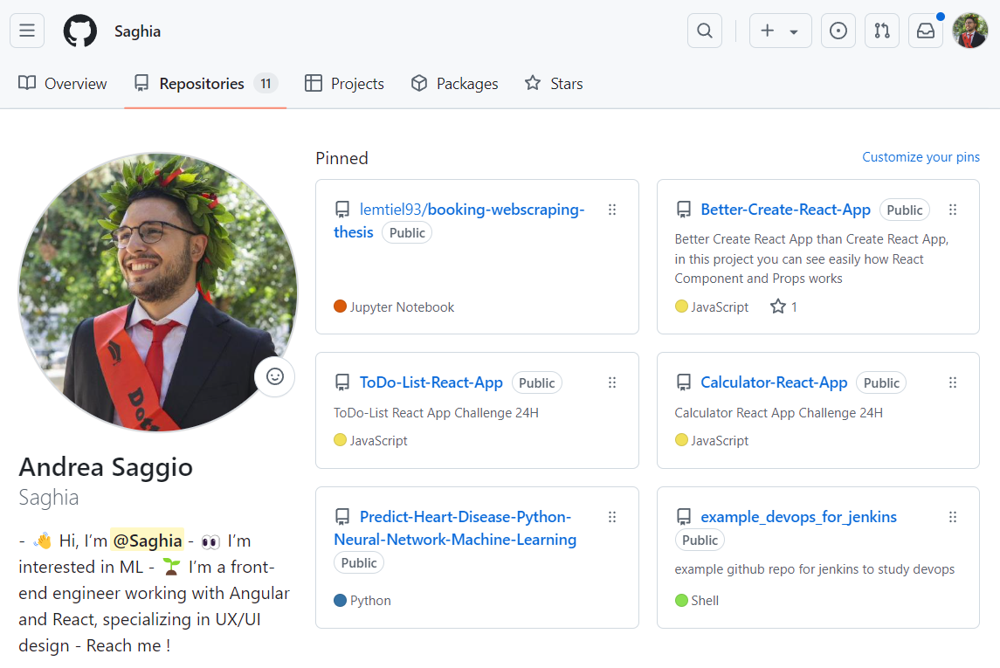 Saghia
Overview
Repositories 11
Projects
Packages
Stars
Pinned
Customize your pins
lemtiel93/booking-webscraping-
thesis Public
Jupyter Notebook
Better-Create-React-App Public
Better Create React App than Create React App,
in this project you can see easily how React
Component and Props works
JavaScript 1
ToDo-List-React-App Public
ToDo-List React App Challenge 24H
JavaScript
Calculator-React-App Public
Calculator React App Challenge 24H
JavaScript
Predict-Heart-Disease-Python-
Neural-Network-Machine-Learning
Public
Python
example_devops_for_jenkins
Public
example github repo for jenkins to study devops
Shell
Dott
Andrea Saggio
Saghia
- 👋 Hi, I’m @Saghia - 👀 I’m
interested in ML - 🌱 I’m a front-
end engineer working with Angular
and React, specializing in UX/UI
design - Reach me !